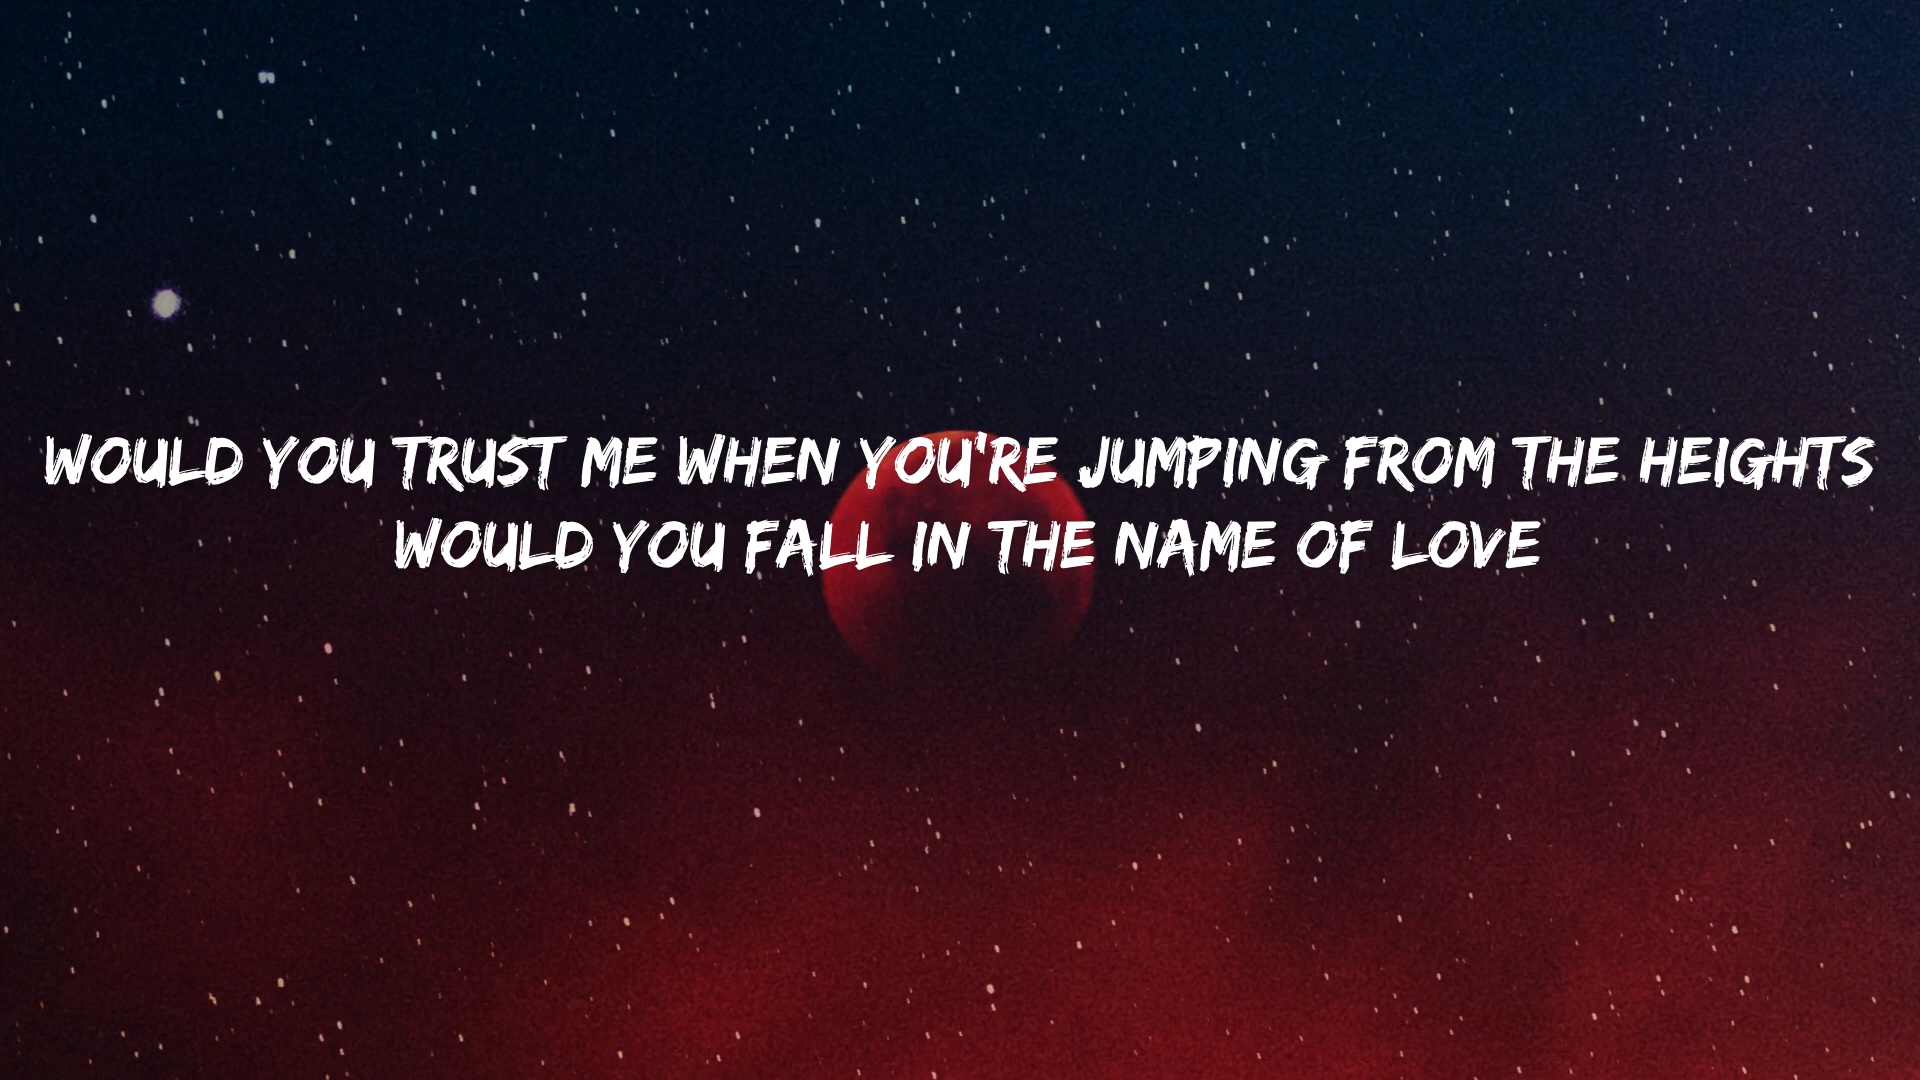 WOULD YOU TRUST ME WHEN YOU'RE JUMPING FROM THE HEIGHTS
WOULD YOU FALL IN THE NAME OF LOVE